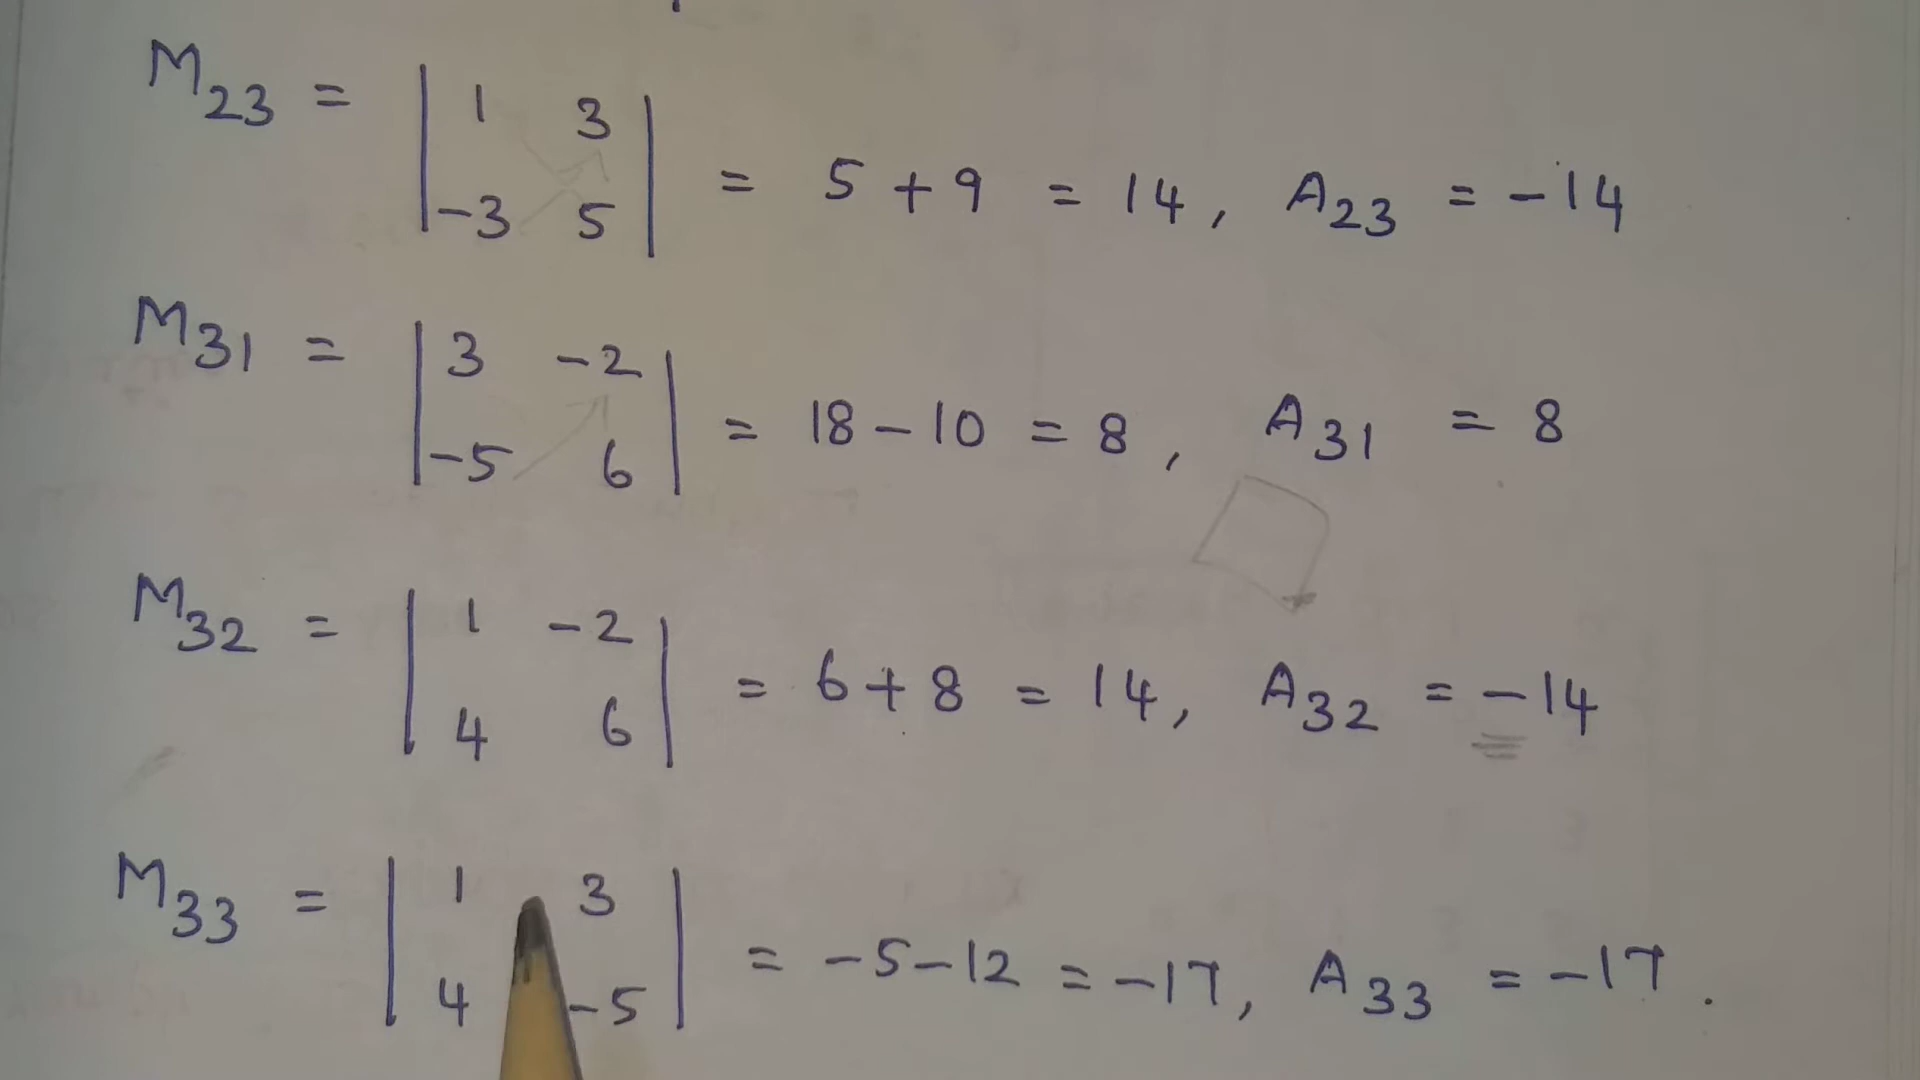 M23 = | 1 3 |
| -3 5 | = 5 + 9 = 14, A23 = -14
M31 = | 3 -2 |
| -5 6 | = 18 - 10 = 8, A31 = 8
M32 = | 1 -2 |
| 4 6 | = 6 + 8 = 14, A32 = -14
M33 = | 1 3 |
| 4 -5 | = -5 - 12 = -17, A33 = -17.